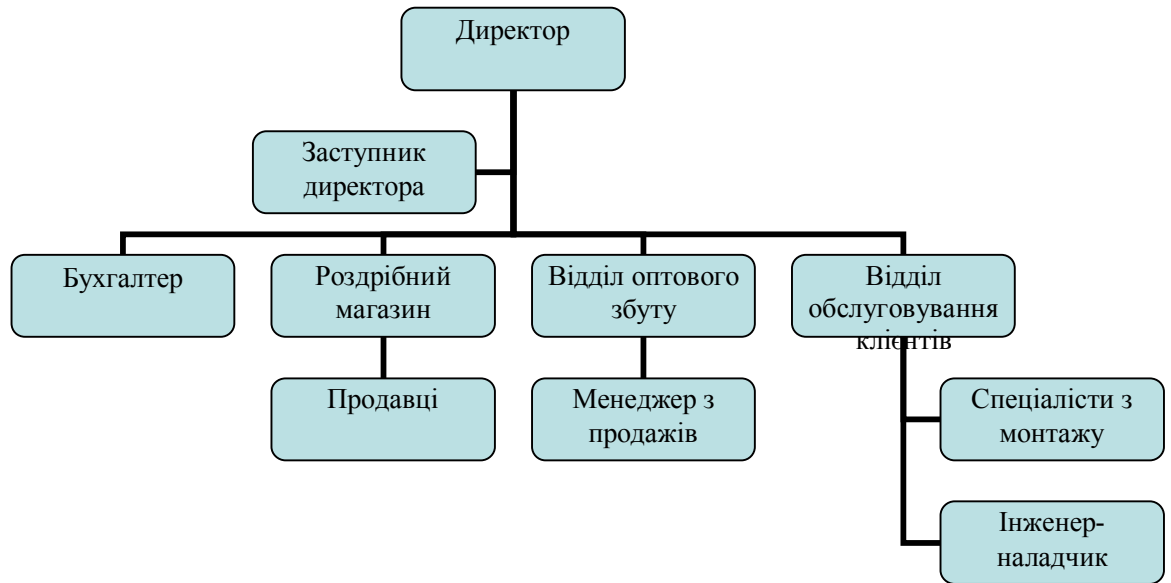 Директор
Заступник
директора
Бухгалтер
Роздрібний
магазин
Відділ оптового
збуту
Відділ
обслуговування
клієнтів
Продавці
Менеджер з
продажів
Спеціалісти з
монтажу
Інженер-
наладчик